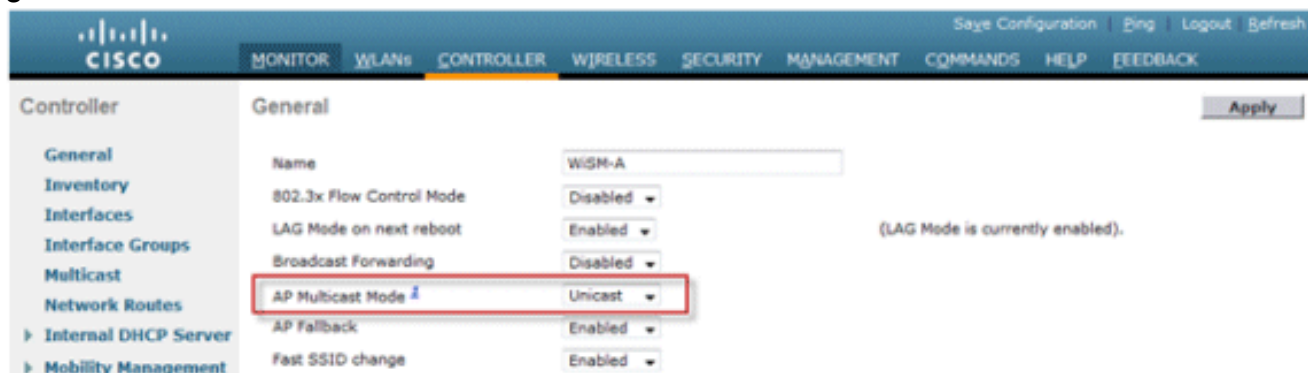 Save Configuration | Ping | Logout | Refresh
CISCO
MONITOR WLANs CONTROLLER WIRELESS SECURITY MANAGEMENT COMMANDS HELP FEEDBACK
Controller
General
Apply
General
Inventory
Interfaces
Interface Groups
Multicast
Network Routes
Internal DHCP Server
Mobility Management
Name WiSM-A
802.3x Flow Control Mode Disabled
LAG Mode on next reboot Enabled (LAG Mode is currently enabled).
Broadcast Forwarding Disabled
AP Multicast Mode Unicast
AP Fallback Enabled
Fast SSID change Enabled